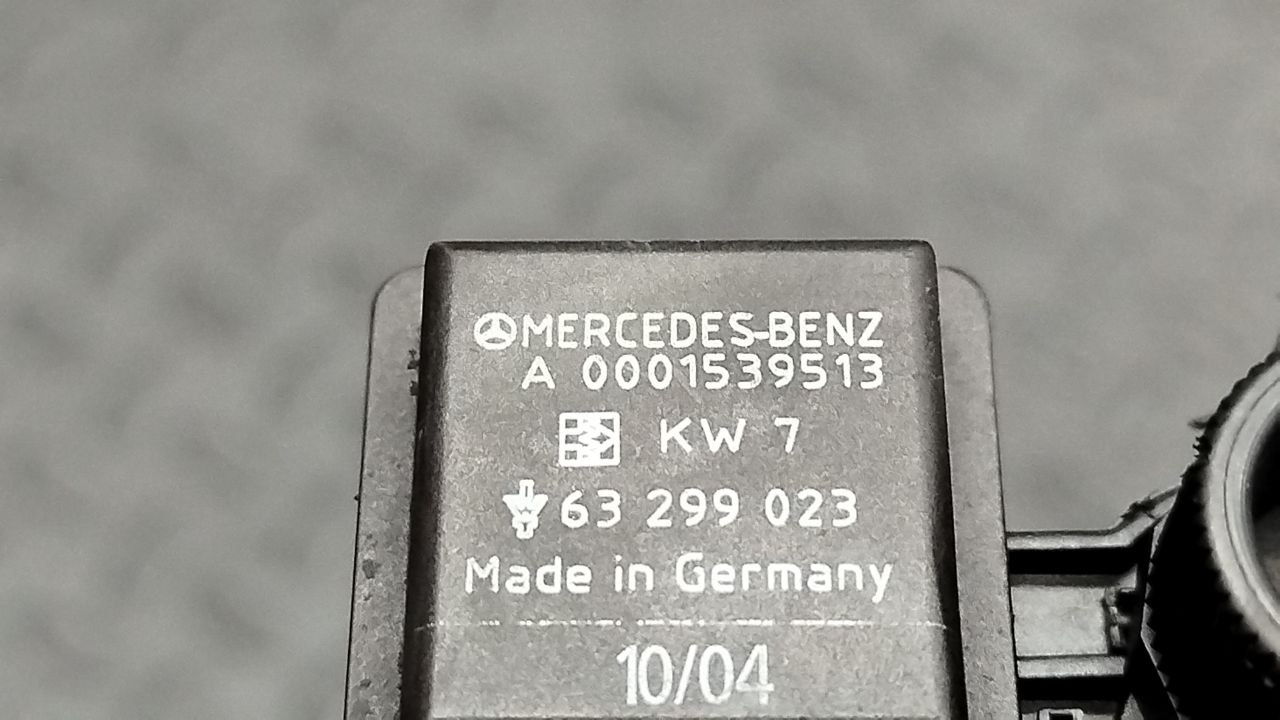 MERCEDES-BENZ
A 0001539513
KW 7
63 299 023
Made in Germany
10/04